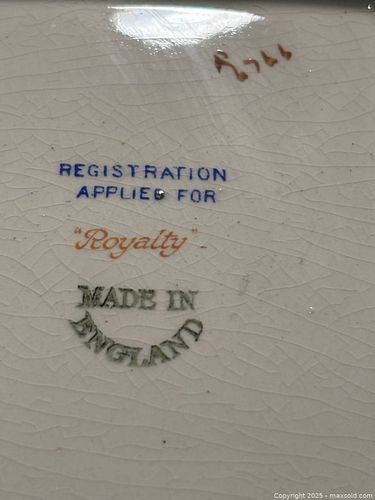 REGISTRATION
APPLIED FOR
"Royalty"
MADE IN
ENGLAND
Copyright 2025 - maxsold.com